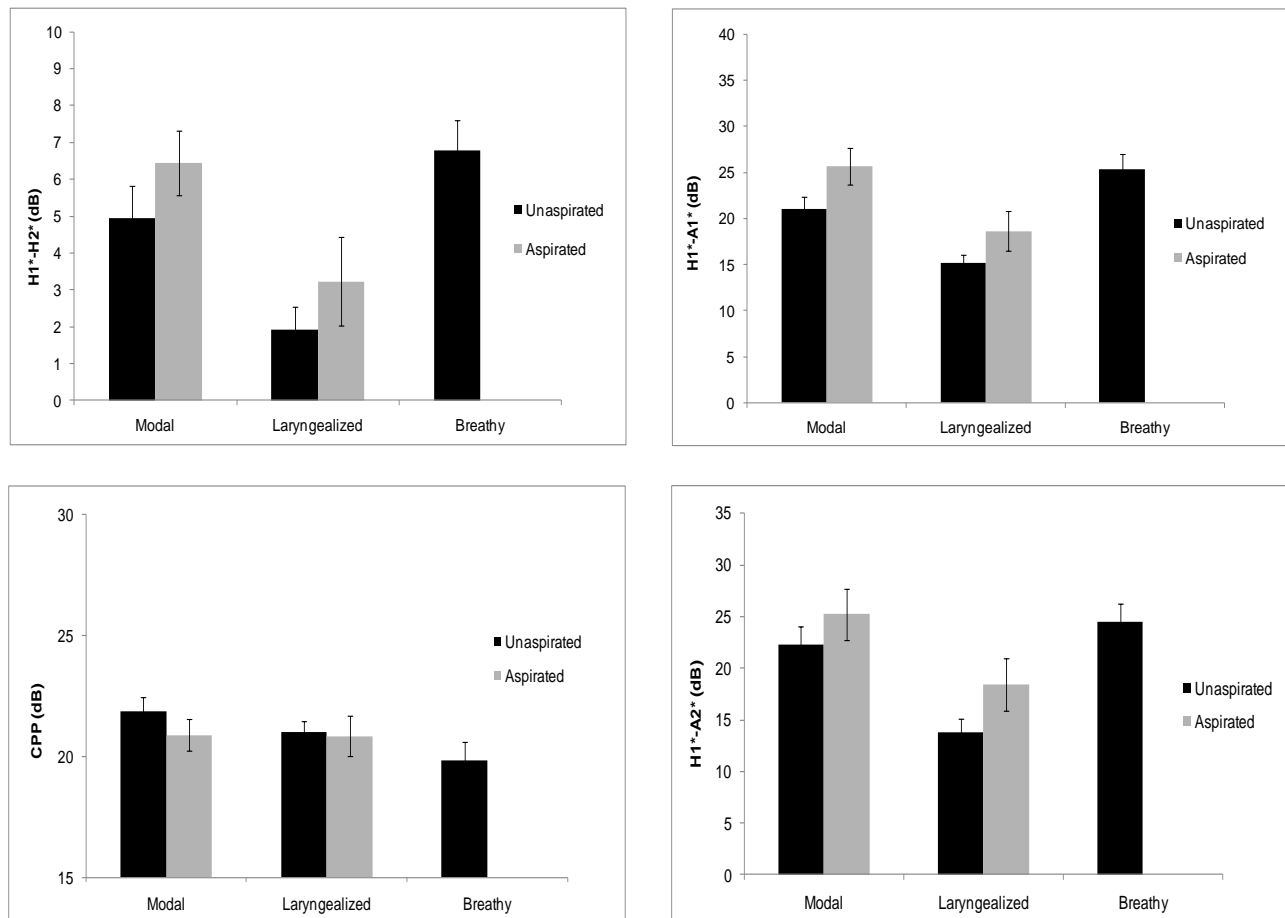 10
9
8
7
6
5
4
3
2
1
0
H1*-H2* (dB)
Modal
Laryngealized
Breathy
Unaspirated
Aspirated
40
35
30
25
20
15
10
5
0
H1*-A1* (dB)
Modal
Laryngealized
Breathy
Unaspirated
Aspirated
30
25
20
15
CPP (dB)
Modal
Laryngealized
Breathy
Unaspirated
Aspirated
35
30
25
20
15
10
5
0
H1*-A2* (dB)
Modal
Laryngealized
Breathy
Unaspirated
Aspirated